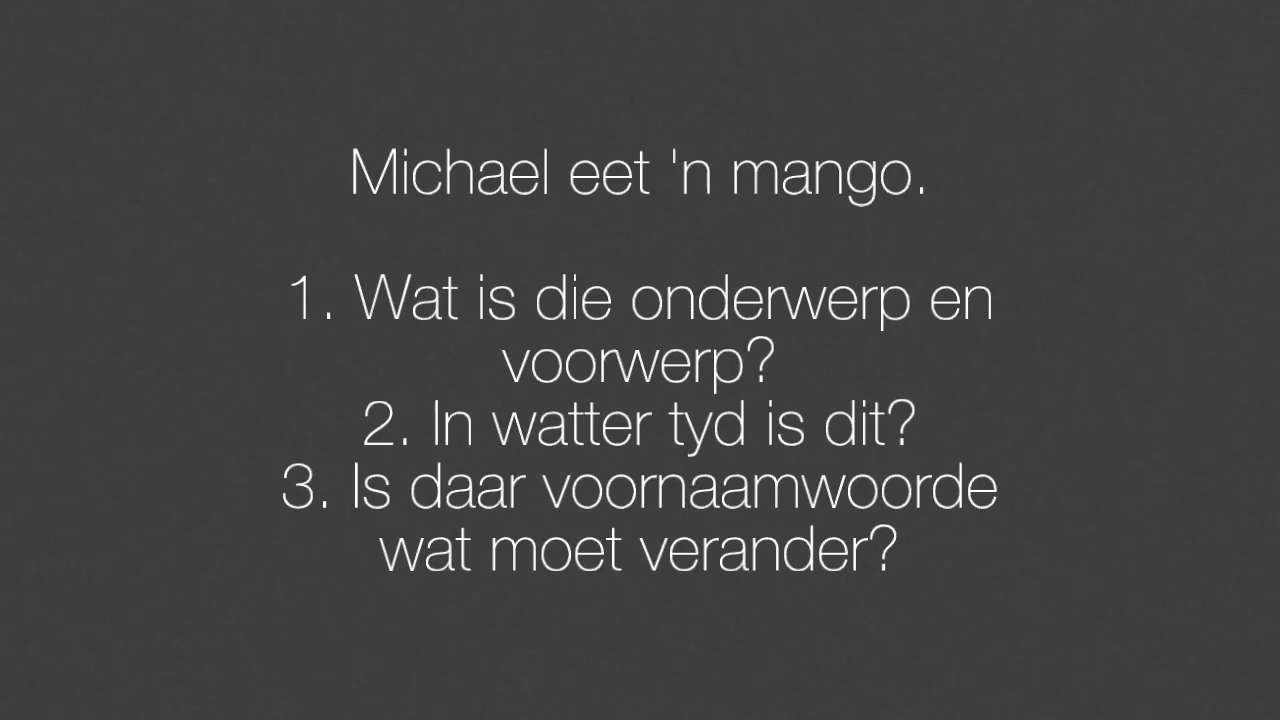 Michael eet 'n mango.
1. Wat is die onderwerp en
voorwerp?
2. In watter tyd is dit?
3. Is daar voornaamwoorde
wat moet verander?